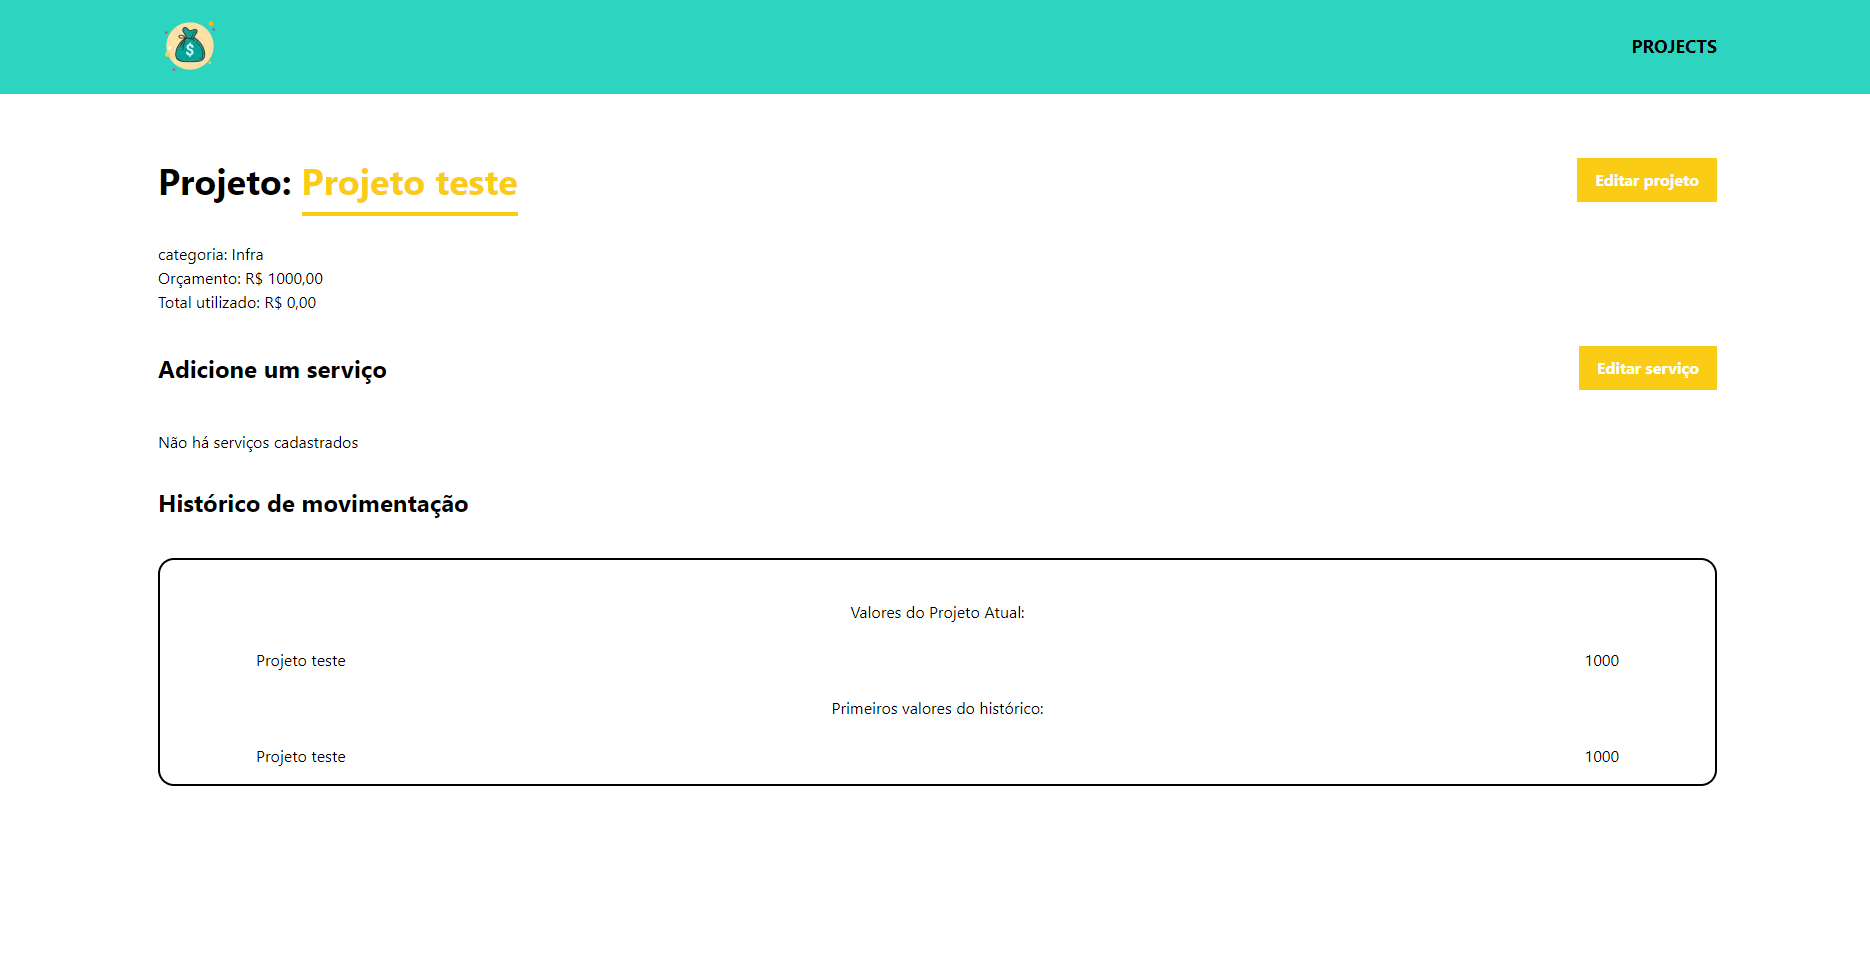 $
PROJECTS
Projeto: Projeto teste
Editar projeto
categoria: Infra
Orçamento: R$ 1000,00
Total utilizado: R$ 0,00
Adicione um serviço
Editar serviço
Não há serviços cadastrados
Histórico de movimentação
Valores do Projeto Atual:
Projeto teste 1000
Primeiros valores do histórico:
Projeto teste 1000